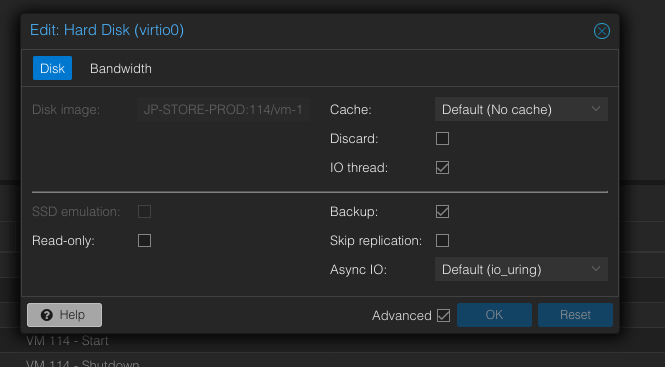 Edit: Hard Disk (virtio0)
Disk Bandwidth
Disk image: JP-STORE-PROD:114/vm-1
Cache: Default (No cache)
Discard:
IO thread:
SSD emulation:
Backup:
Read-only:
Skip replication:
Async IO: Default (io_uring)
Help
Advanced
OK
Reset
VM 114 - Start
VM 114 - Shutdown